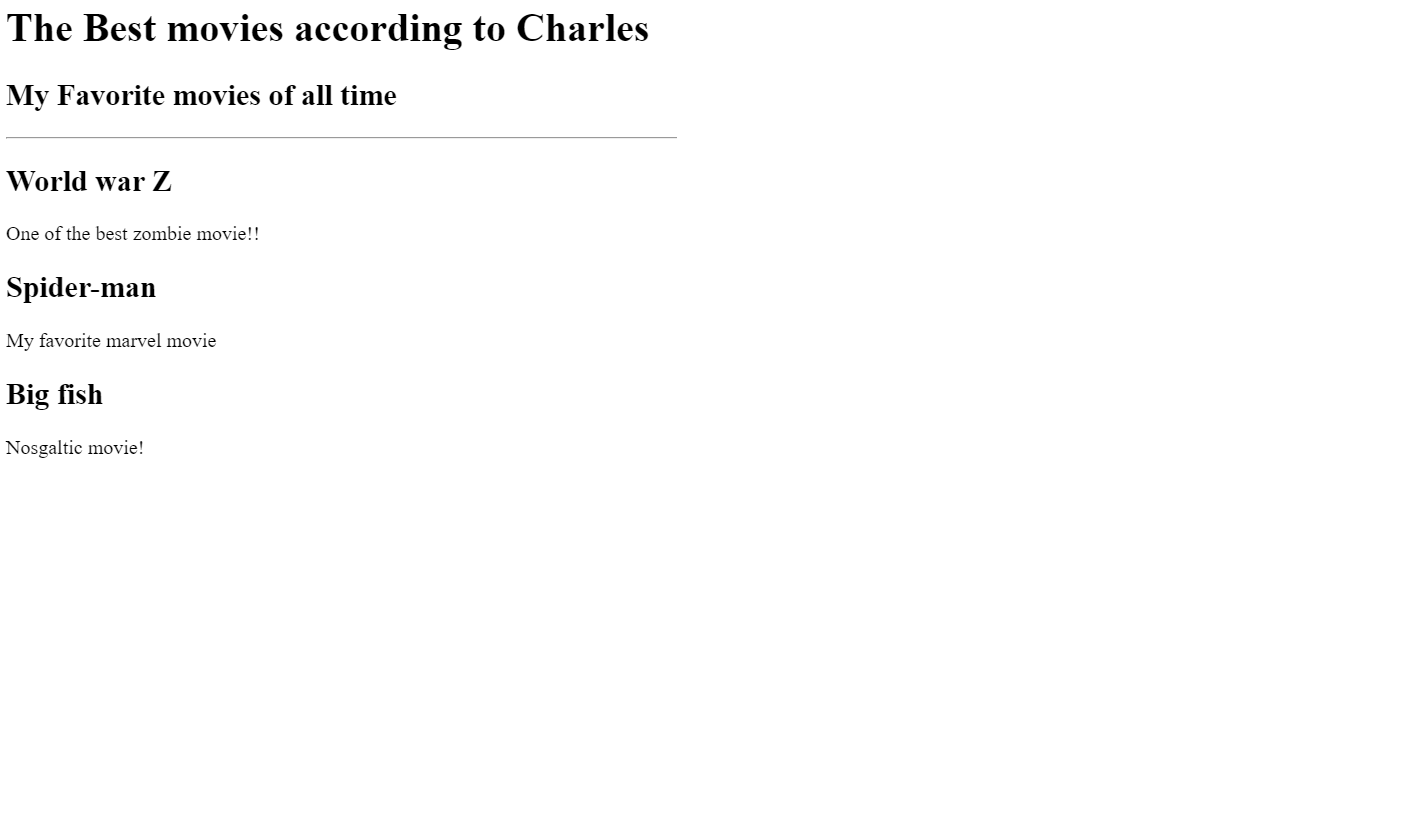 The Best movies according to Charles
My Favorite movies of all time
World war Z
One of the best zombie movie!!
Spider-man
My favorite marvel movie
Big fish
Nosgaltic movie!